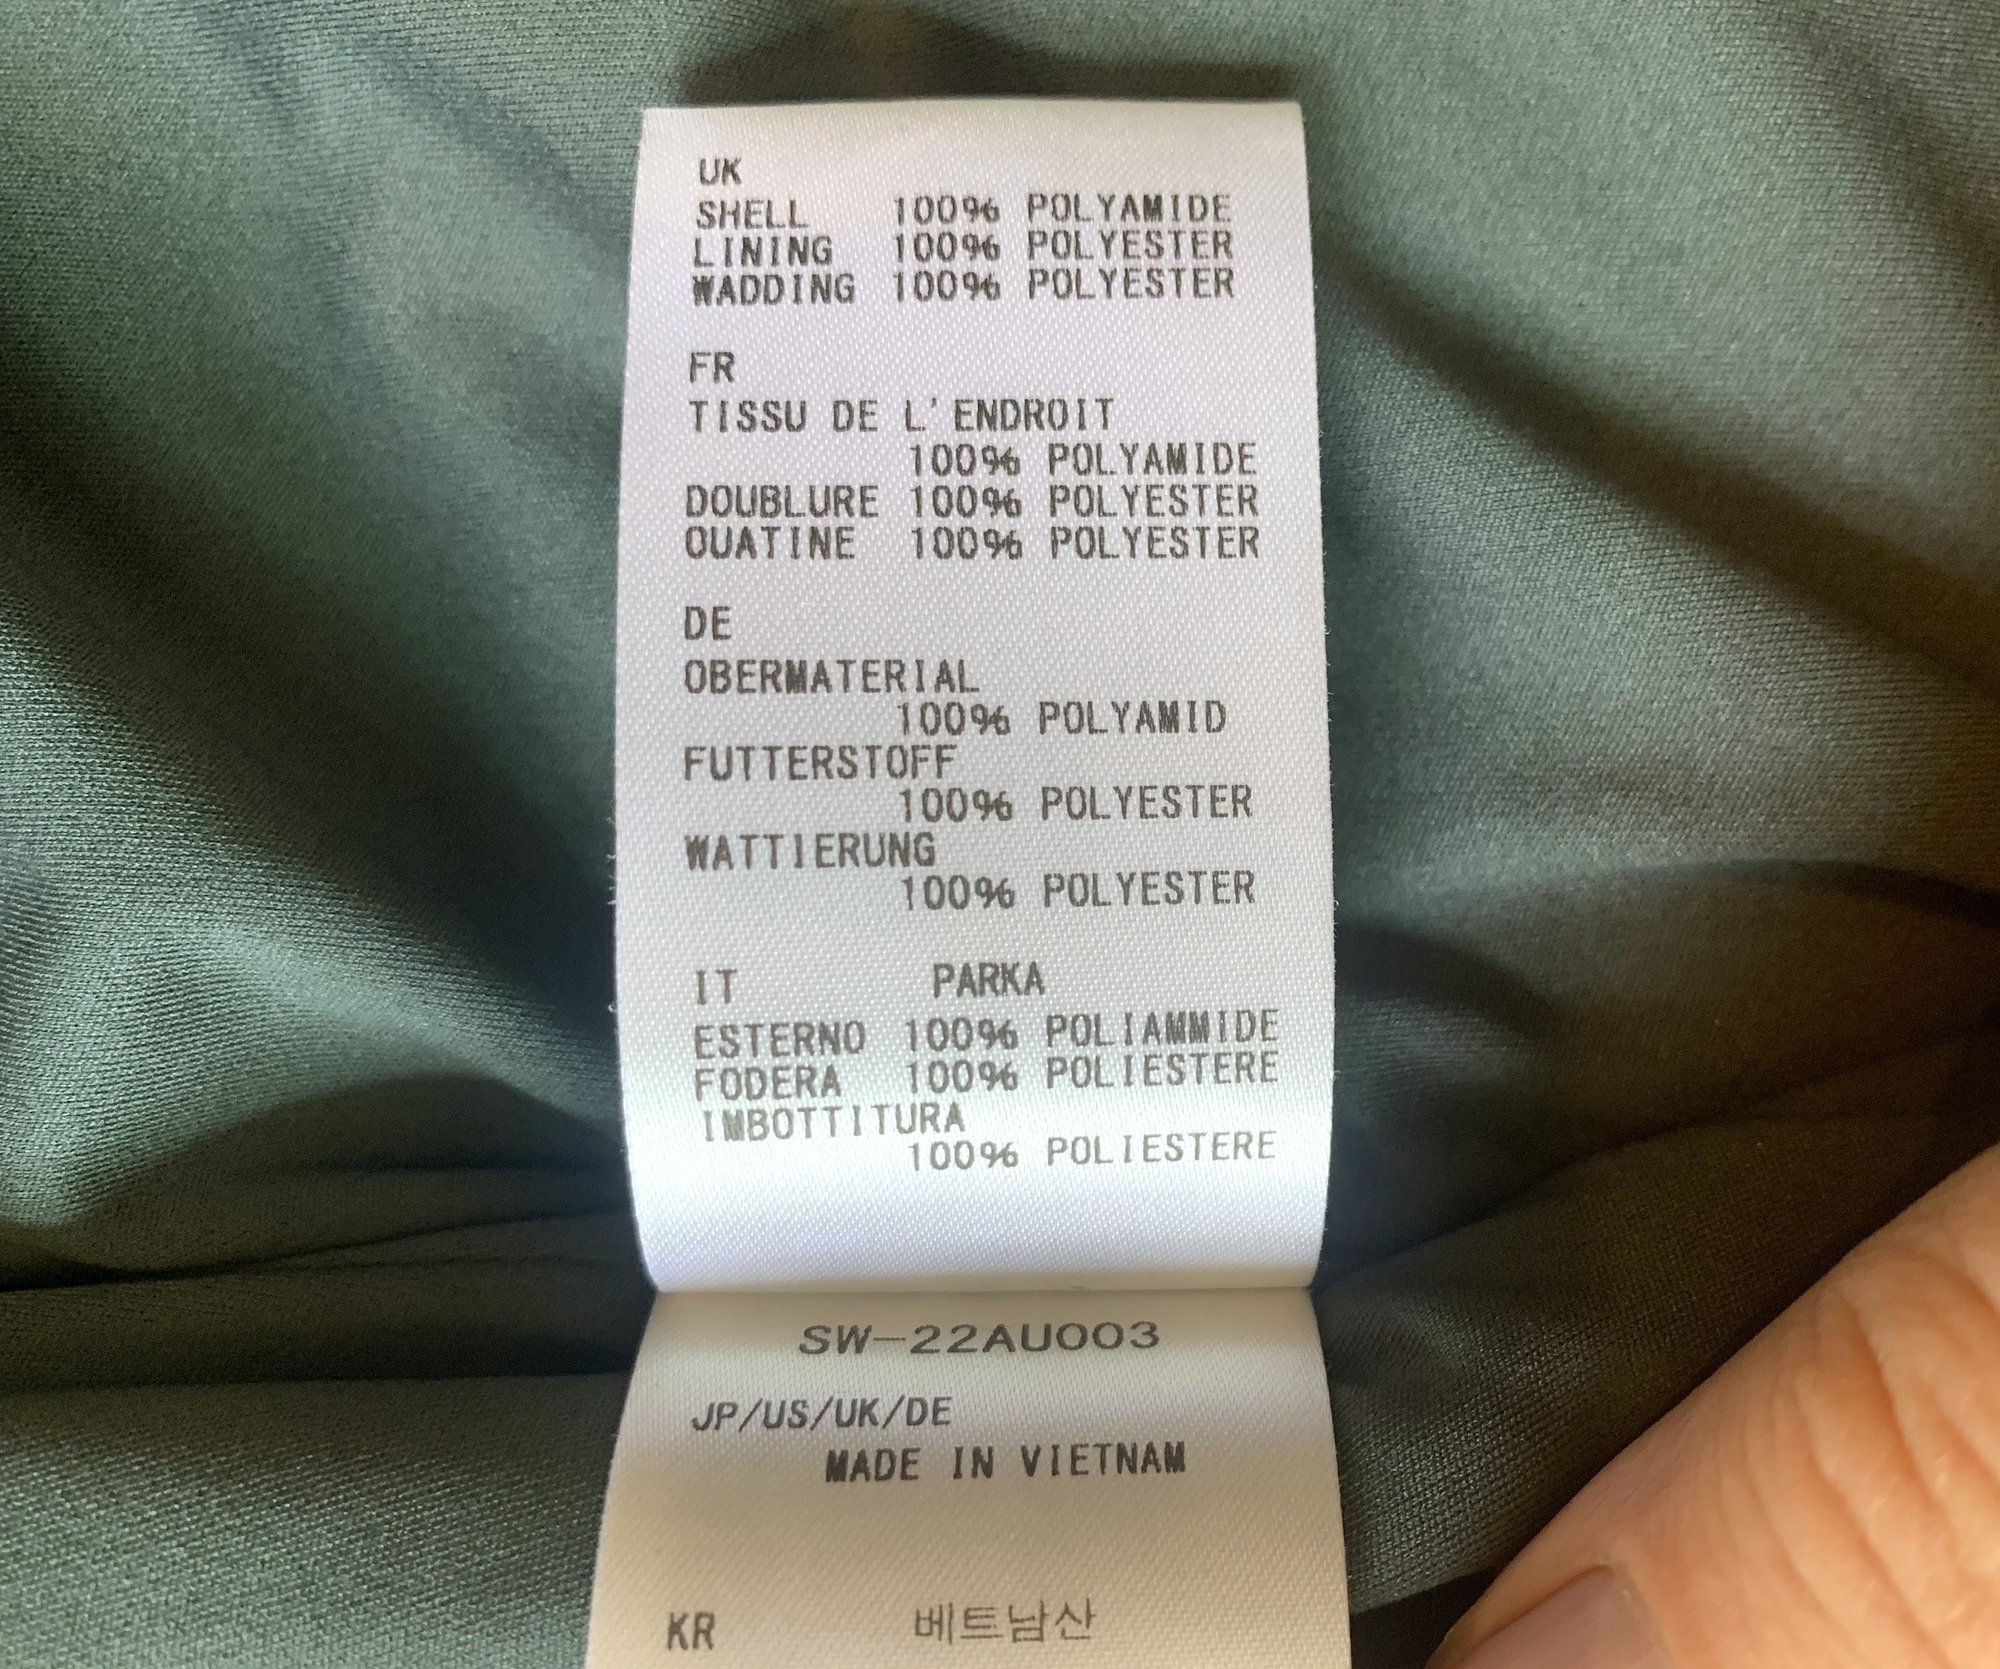 UK
SHELL 100% POLYAMIDE
LINING 100% POLYESTER
WADDING 100% POLYESTER
FR
TISSU DE L'ENDROIT
100% POLYAMIDE
DOUBLURE 100% POLYESTER
OUATINE 100% POLYESTER
DE
OBERMATERIAL
100% POLYAMID
FUTTERSTOFF
100% POLYESTER
WATTIERUNG
100% POLYESTER
IT PARKA
ESTERNO 100% POLIAMMIDE
FODERA 100% POLIESTERE
IMBOTTITURA
100% POLIESTERE
SW-22AU003
JP/US/UK/DE
MADE IN VIETNAM
KR 베트남산